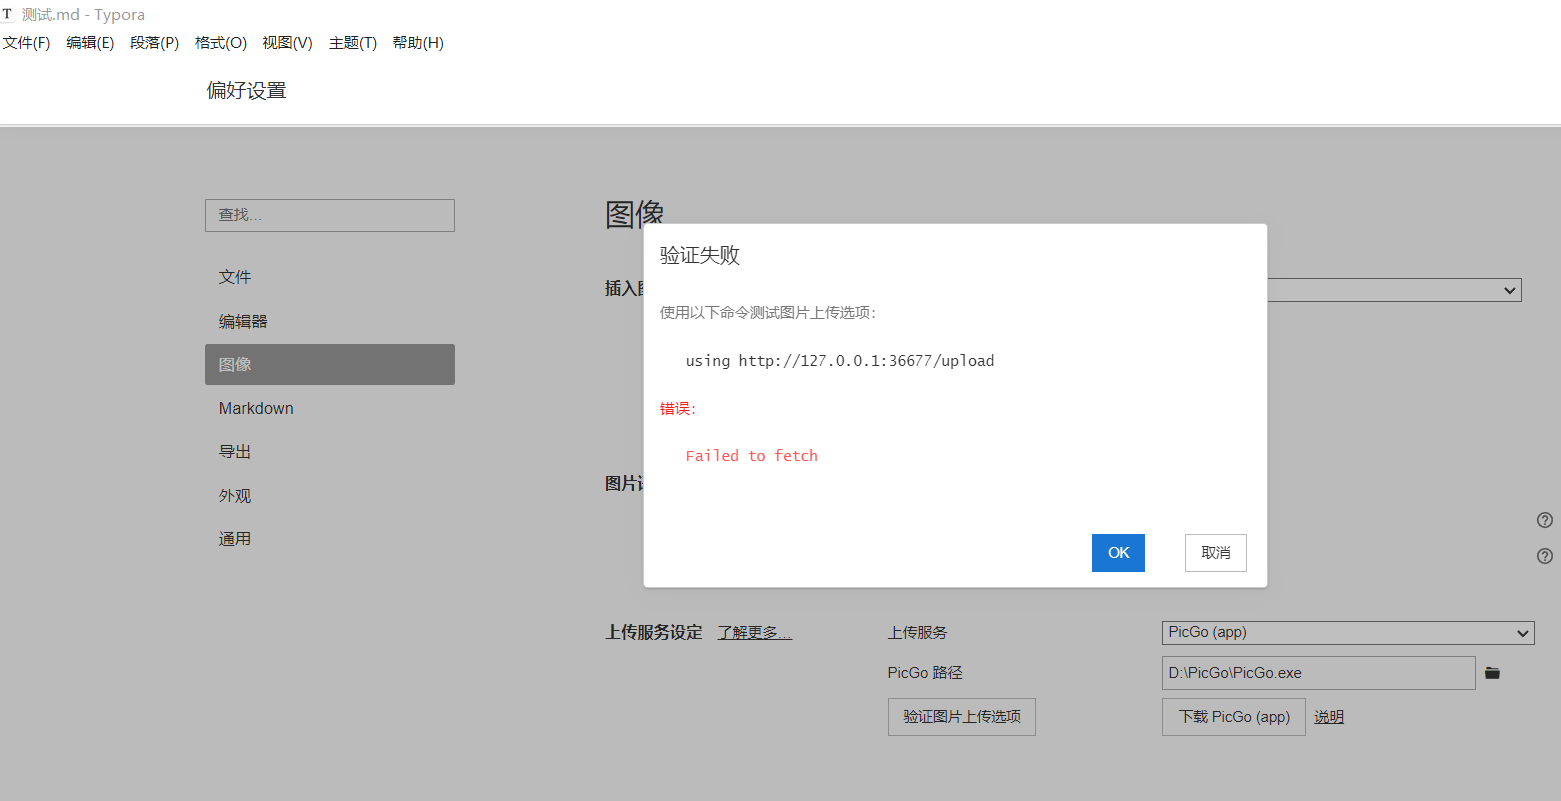 T 测试.md - Typora
文件(F) 编辑(E) 段落(P) 格式(O) 视图(V) 主题(T) 帮助(H)
偏好设置
查找...
文件
编辑器
图像
Markdown
导出
外观
通用
图像
插入
验证失败
使用以下命令测试图片上传选项:
using http://127.0.0.1:36677/upload
错误:
Failed to fetch
OK 取消
图片
上传服务设定 了解更多... 上传服务 PicGo (app)
PicGo 路径 D:\PicGo\PicGo.exe
验证图片上传选项 下载 PicGo (app) 说明